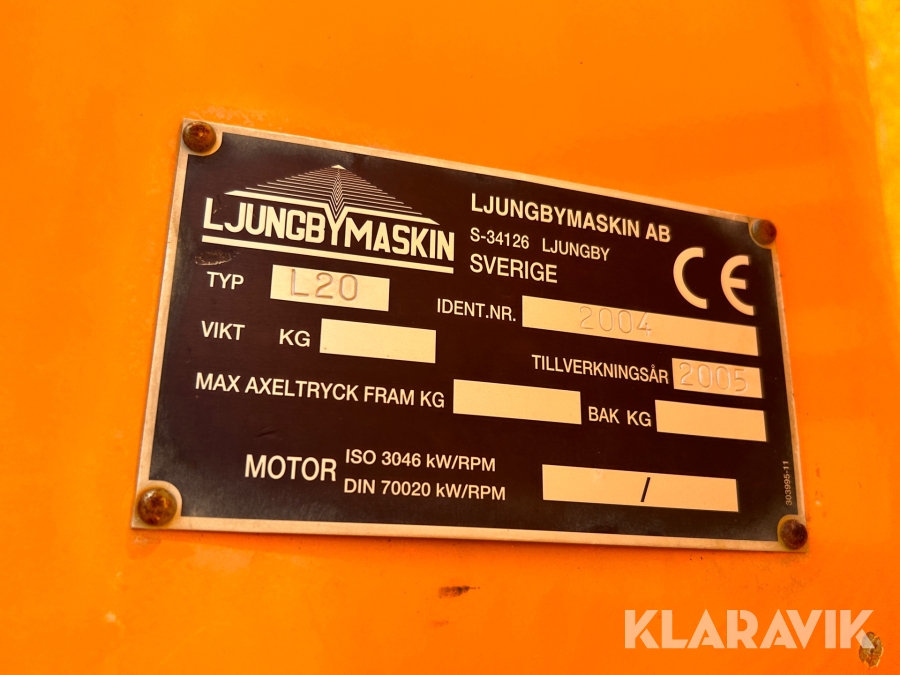 LJUNGBYMASKIN
LJUNGBYMASKIN AB
S-34126 LJUNGBY
SVERIGE
CE
TYP L20
IDENT.NR. 2004
VIKT KG
TILLVERKNINGSÅR 2005
MAX AXELTRYCK FRAM KG
BAK KG
MOTOR ISO 3046 kW/RPM
DIN 70020 kW/RPM /
303995-11
KLARAVIK